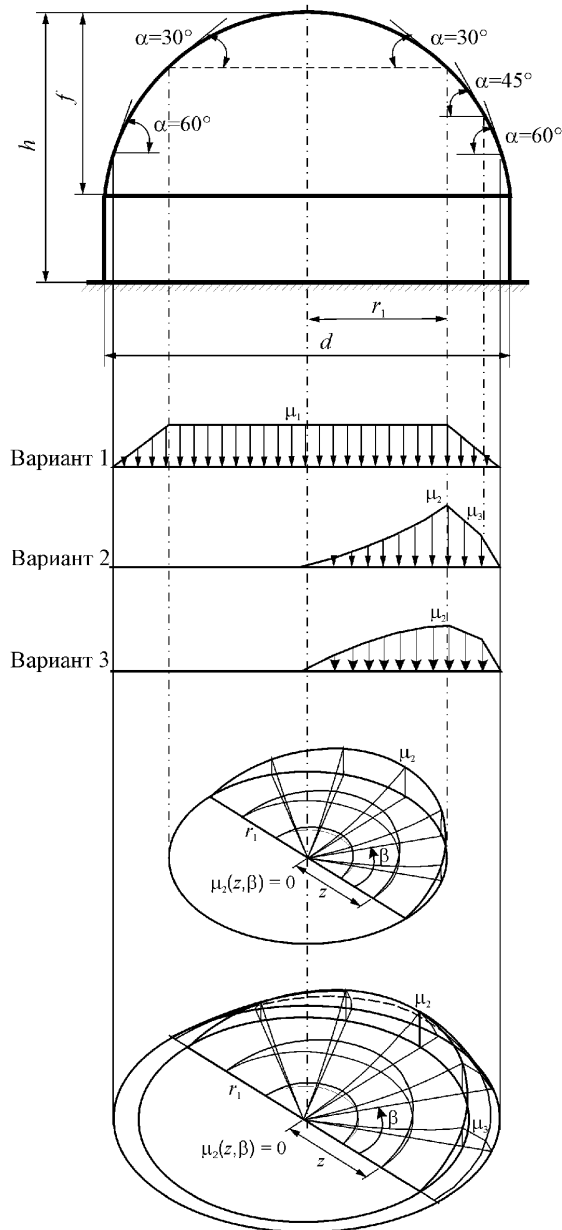 α=30°
α=30°
α=45°
α=60°
α=60°
f
h
r₁
d
μ₁
Вариант 1
μ₂
μ₃
Вариант 2
μ₂
Вариант 3
μ₂
r₁
β
μ₂(z,β) = 0
z
μ₂
r₁
β
μ₃
μ₂(z,β) = 0
z